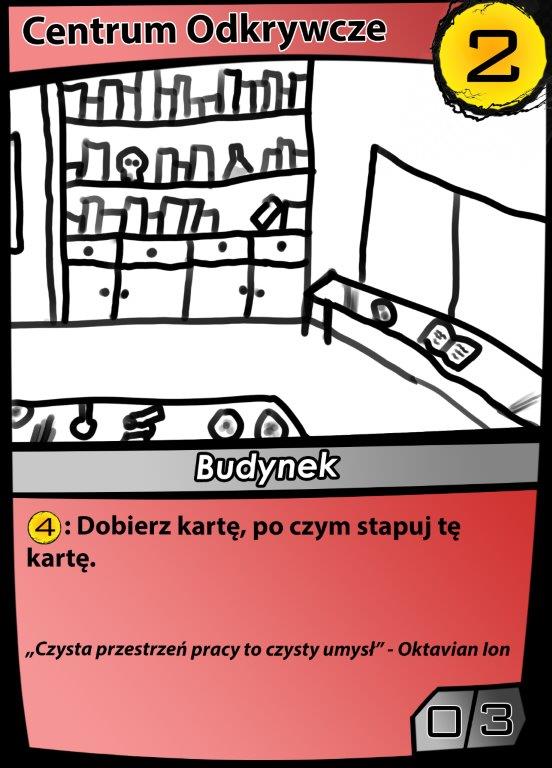 Centrum Odkrywcze
2
Budynek
4: Dobierz kartę, po czym stapuj tę
kartę.
„Czysta przestrzeń pracy to czysty umysł” - Oktavian Ion
0/3